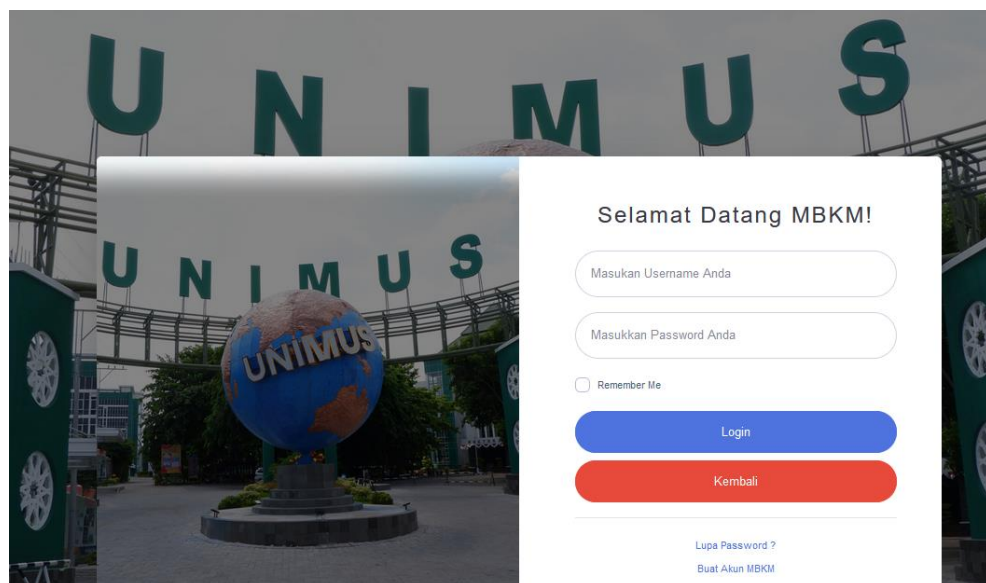 UNIMUS
UNIMUS
UNIMUS
Selamat Datang MBKM!
Masukan Username Anda
Masukkan Password Anda
Remember Me
Login
Kembali
Lupa Password ?
Buat Akun MBKM